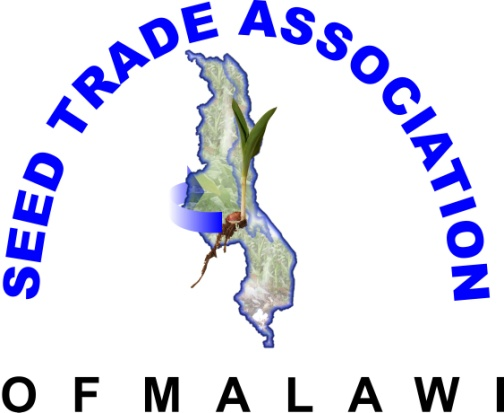 SEED TRADE ASSOCIATION
OF MALAWI